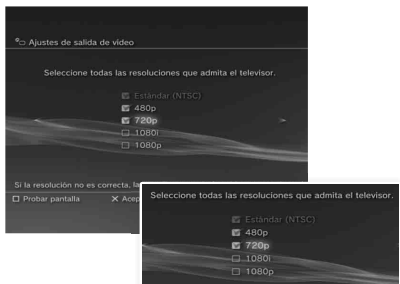 Ajustes de salida de video
Seleccione todas las resoluciones que admita el televisor.
Estándar (NTSC)
480p
720p
1080i
1080p
Si la resolución no es correcta, la
Probar pantalla
Seleccione todas las resoluciones que admita el televisor.
Estándar (NTSC)
480p
720p
1080i
1080p